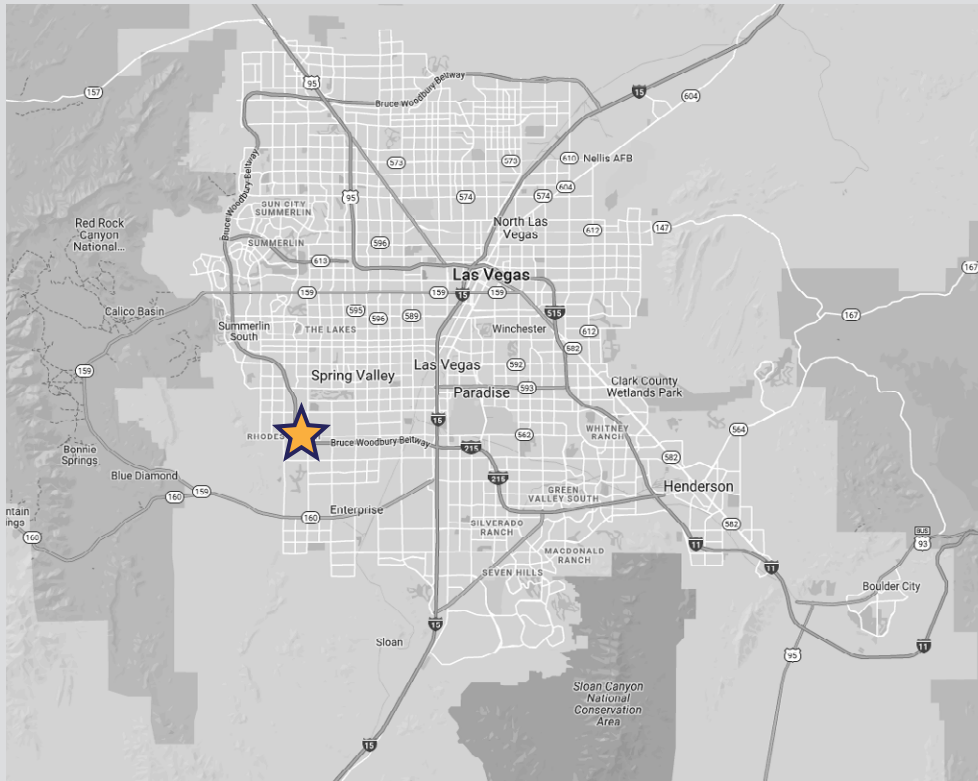 95
157
15
604
Bruce Woodbury Beltway
573
573
610
Nellis AFB
Bruce Woodbury Beltway
95
574
574
604
SUN CITY
SUMMERLIN
North Las
Vegas
612
147
Red Rock
Canyon
National...
SUMMERLIN
596
613
Las Vegas
167
159
159
15
159
Calico Basin
595
596
589
515
167
Summerlin
South
THE LAKES
Winchester
612
582
159
Spring Valley
Las Vegas
592
Paradise
593
Clark County
Wetlands Park
564
Bruce Woodbury Beltway
15
215
562
WHITNEY
RANCH
Bonnie
Springs
582
Blue Diamond
215
160
159
Henderson
GREEN
VALLEY SOUTH
Enterprise
160
582
SILVERADO
RANCH
160
BUS
93
11
MACDONALD
RANCH
SEVEN HILLS
11
Boulder City
15
Sloan
11
95
Sloan Canyon
National
Conservation
Area
15